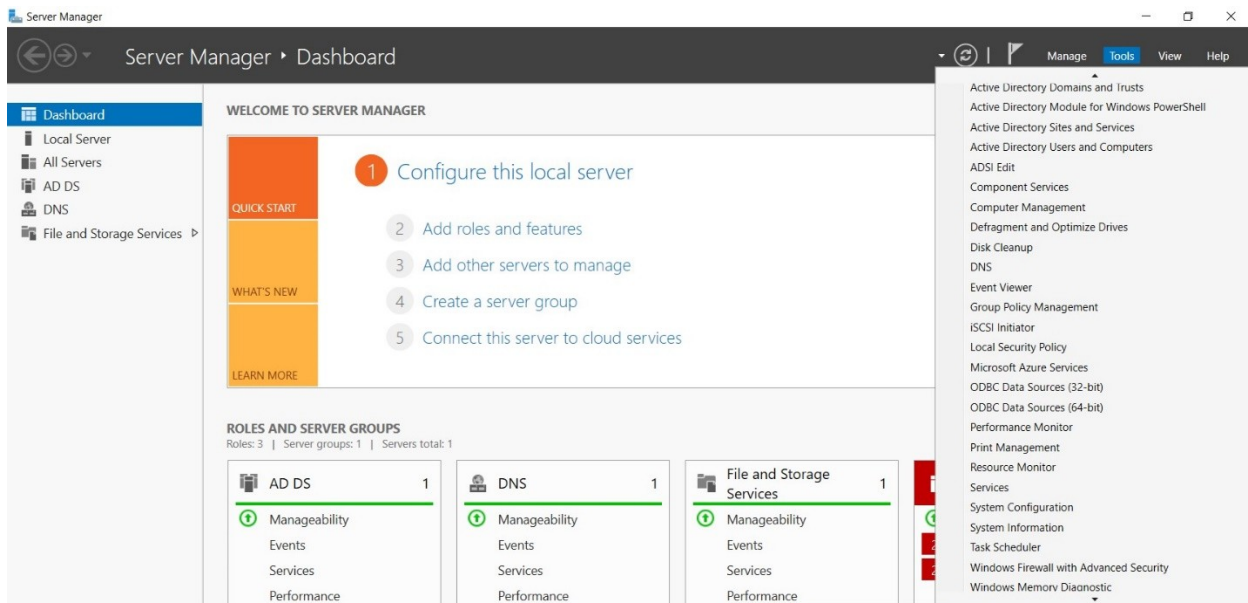 Server Manager
Server Manager ‣ Dashboard
Manage Tools View Help
Dashboard
Local Server
All Servers
AD DS
DNS
File and Storage Services
WELCOME TO SERVER MANAGER
QUICK START
WHAT'S NEW
LEARN MORE
1 Configure this local server
2 Add roles and features
3 Add other servers to manage
4 Create a server group
5 Connect this server to cloud services
ROLES AND SERVER GROUPS
Roles: 3 | Server groups: 1 | Servers total: 1
AD DS 1
Manageability
Events
Services
Performance
DNS 1
Manageability
Events
Services
Performance
File and Storage
Services 1
Manageability
Events
Services
Performance
Active Directory Domains and Trusts
Active Directory Module for Windows PowerShell
Active Directory Sites and Services
Active Directory Users and Computers
ADSI Edit
Component Services
Computer Management
Defragment and Optimize Drives
Disk Cleanup
DNS
Event Viewer
Group Policy Management
iSCSI Initiator
Local Security Policy
Microsoft Azure Services
ODBC Data Sources (32-bit)
ODBC Data Sources (64-bit)
Performance Monitor
Print Management
Resource Monitor
Services
System Configuration
System Information
Task Scheduler
Windows Firewall with Advanced Security
Windows Memory Diagnostic